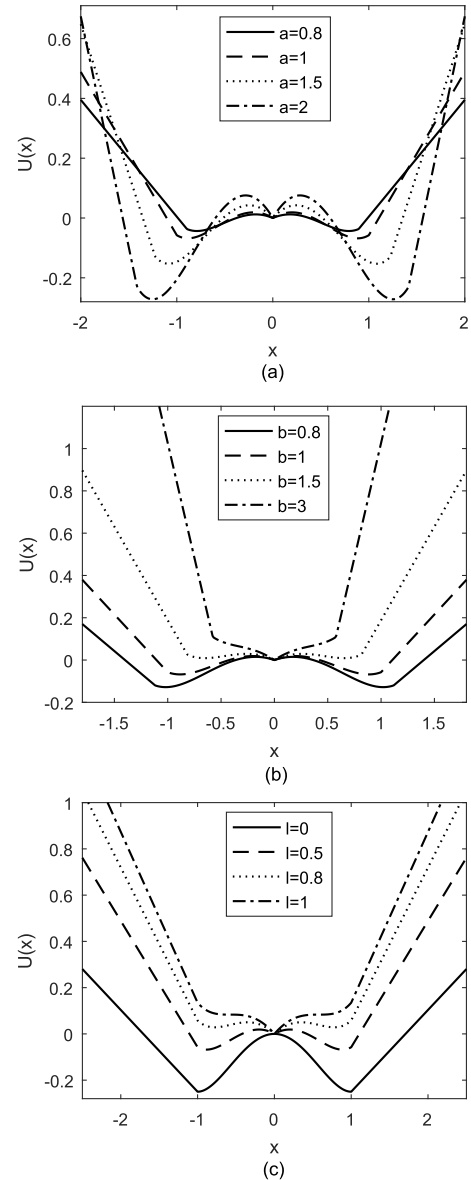 0.6
0.4
0.2
0
-0.2
U(x)
a=0.8
a=1
a=1.5
a=2
-2 -1 0 1 2
x
(a)
1
0.8
0.6
0.4
0.2
0
-0.2
U(x)
b=0.8
b=1
b=1.5
b=3
-1.5 -1 -0.5 0 0.5 1 1.5
x
(b)
1
0.8
0.6
0.4
0.2
0
-0.2
U(x)
l=0
l=0.5
l=0.8
l=1
-2 -1 0 1 2
x
(c)